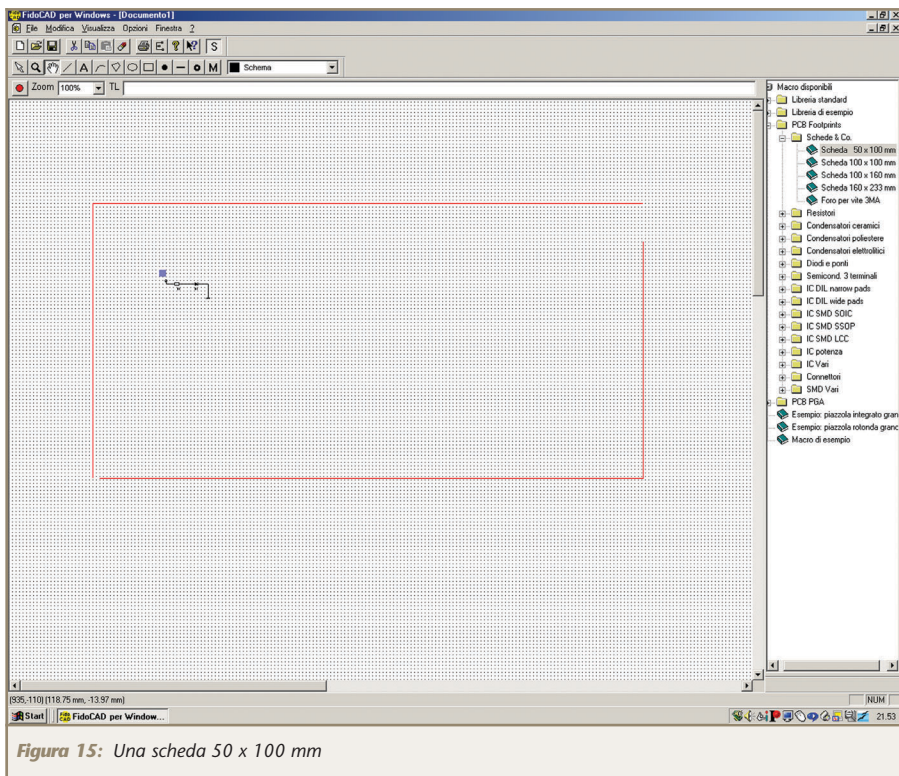 FidoCAD per Windows - [Documento1]
File Modifica Visualizza Opzioni Finestra ?
S
A M Schema
Zoom 100% TL
Macro disponibili
Libreria standard
Libreria di esempio
PCB Footprints
Schede & Co.
Scheda 50 x 100 mm
Scheda 100 x 100 mm
Scheda 100 x 160 mm
Scheda 160 x 233 mm
Foro per vite 3MA
Resistori
Condensatori ceramici
Condensatori poliestere
Condensatori elettrolitici
Diodi e ponti
Semicond. 3 terminali
IC DIL narrow pads
IC DIL wide pads
IC SMD SOIC
IC SMD SSOP
IC SMD LCC
IC potenza
IC Vari
Connettori
SMD Vari
PCB PGA
Esempio: piazzola integrato gran
Esempio: piazzola rotonda granc
Macro di esempio
(935,-110) (118.75 mm, -13.97 mm) NUM
Start FidoCAD per Window... 21.53
Figura 15: Una scheda 50 x 100 mm